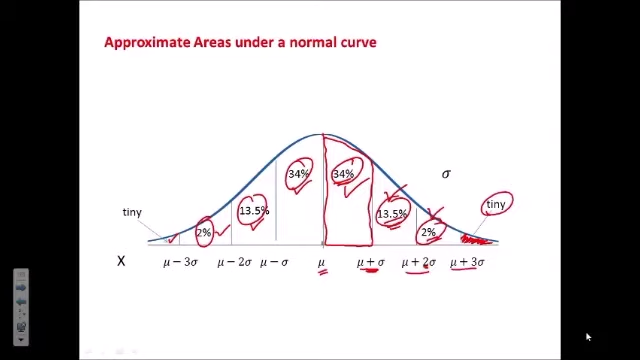 Approximate Areas under a normal curve
34% 34%
σ
13.5% 13.5%
tiny 2% 2% tiny
X μ − 3σ μ − 2σ μ − σ μ μ + σ μ + 2σ μ + 3σ